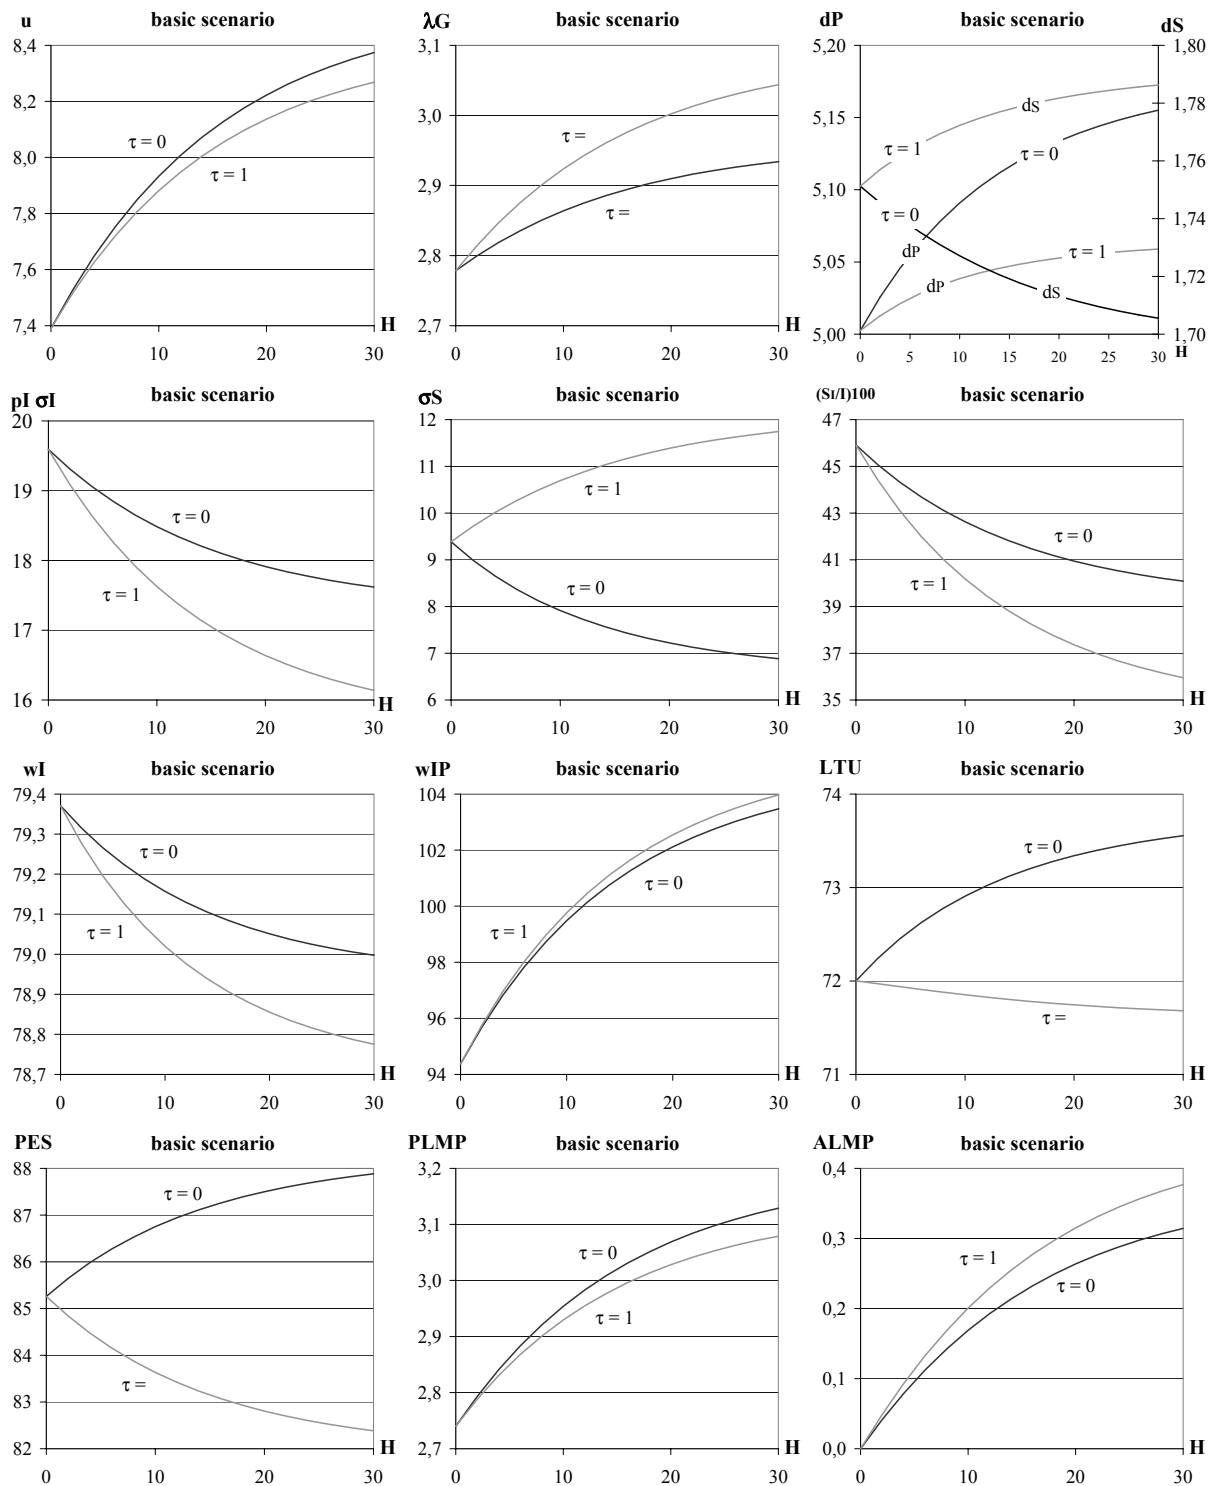 u basic scenario
8,4
8,2
8,0
7,8
7,6
7,4
τ = 0
τ = 1
H
0 10 20 30
λG basic scenario
3,1
3,0
2,9
2,8
2,7
τ =
τ =
H
0 10 20 30
dP basic scenario dS
5,20 1,80
5,15 1,78
5,10 1,76
5,05 1,74
5,00 1,72
1,70
dS
τ = 1
τ = 0
τ = 0
dP
τ = 1
dP
dS
0 5 10 15 20 25 30
H
pI σI basic scenario
20
19
18
17
16
τ = 0
τ = 1
H
0 10 20 30
σS basic scenario
12
11
10
9
8
7
6
τ = 1
τ = 0
H
0 10 20 30
(SI/I)100 basic scenario
47
45
43
41
39
37
35
τ = 0
τ = 1
H
0 10 20 30
wI basic scenario
79,4
79,3
79,2
79,1
79,0
78,9
78,8
78,7
τ = 0
τ = 1
H
0 10 20 30
wIP basic scenario
104
102
100
98
96
94
τ = 0
τ = 1
H
0 10 20 30
LTU basic scenario
74
73
72
71
τ = 0
τ =
H
0 10 20 30
PES basic scenario
88
87
86
85
84
83
82
τ = 0
τ =
H
0 10 20 30
PLMP basic scenario
3,2
3,1
3,0
2,9
2,8
2,7
τ = 0
τ = 1
H
0 10 20 30
ALMP basic scenario
0,4
0,3
0,2
0,1
0,0
τ = 1
τ = 0
H
0 10 20 30